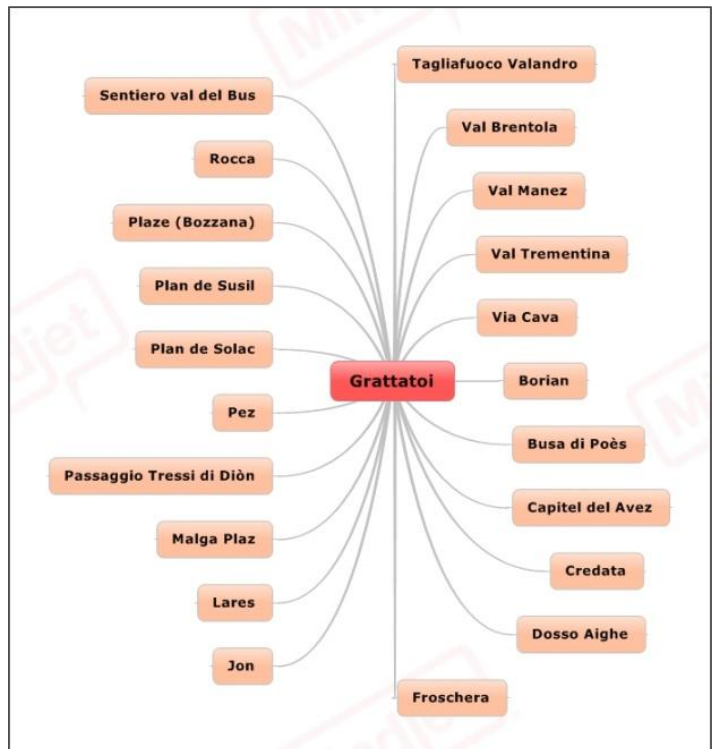 Tagliafuoco Valandro
Val Brentola
Val Manez
Val Trementina
Via Cava
Borian
Busa di Poès
Capitel del Avez
Credata
Dosso Aighe
Froschera
Grattatoi
Sentiero val del Bus
Rocca
Plaze (Bozzana)
Plan de Susil
Plan de Solac
Pez
Passaggio Tressi di Diòn
Malga Plaz
Lares
Jon